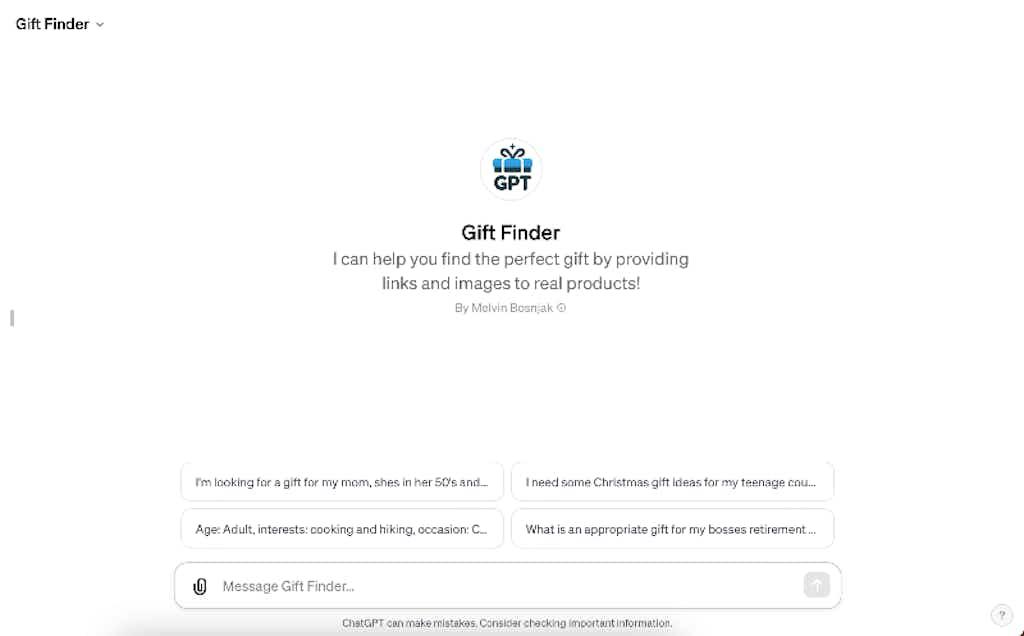 Gift Finder
GPT
Gift Finder
I can help you find the perfect gift by providing
links and images to real products!
By Melvin Bosnjak
I'm looking for a gift for my mom, shes in her 50's and...
I need some Christmas gift ideas for my teenage cou...
Age: Adult, interests: cooking and hiking, occasion: C...
What is an appropriate gift for my bosses retirement ...
Message Gift Finder...
ChatGPT can make mistakes. Consider checking important information.
?